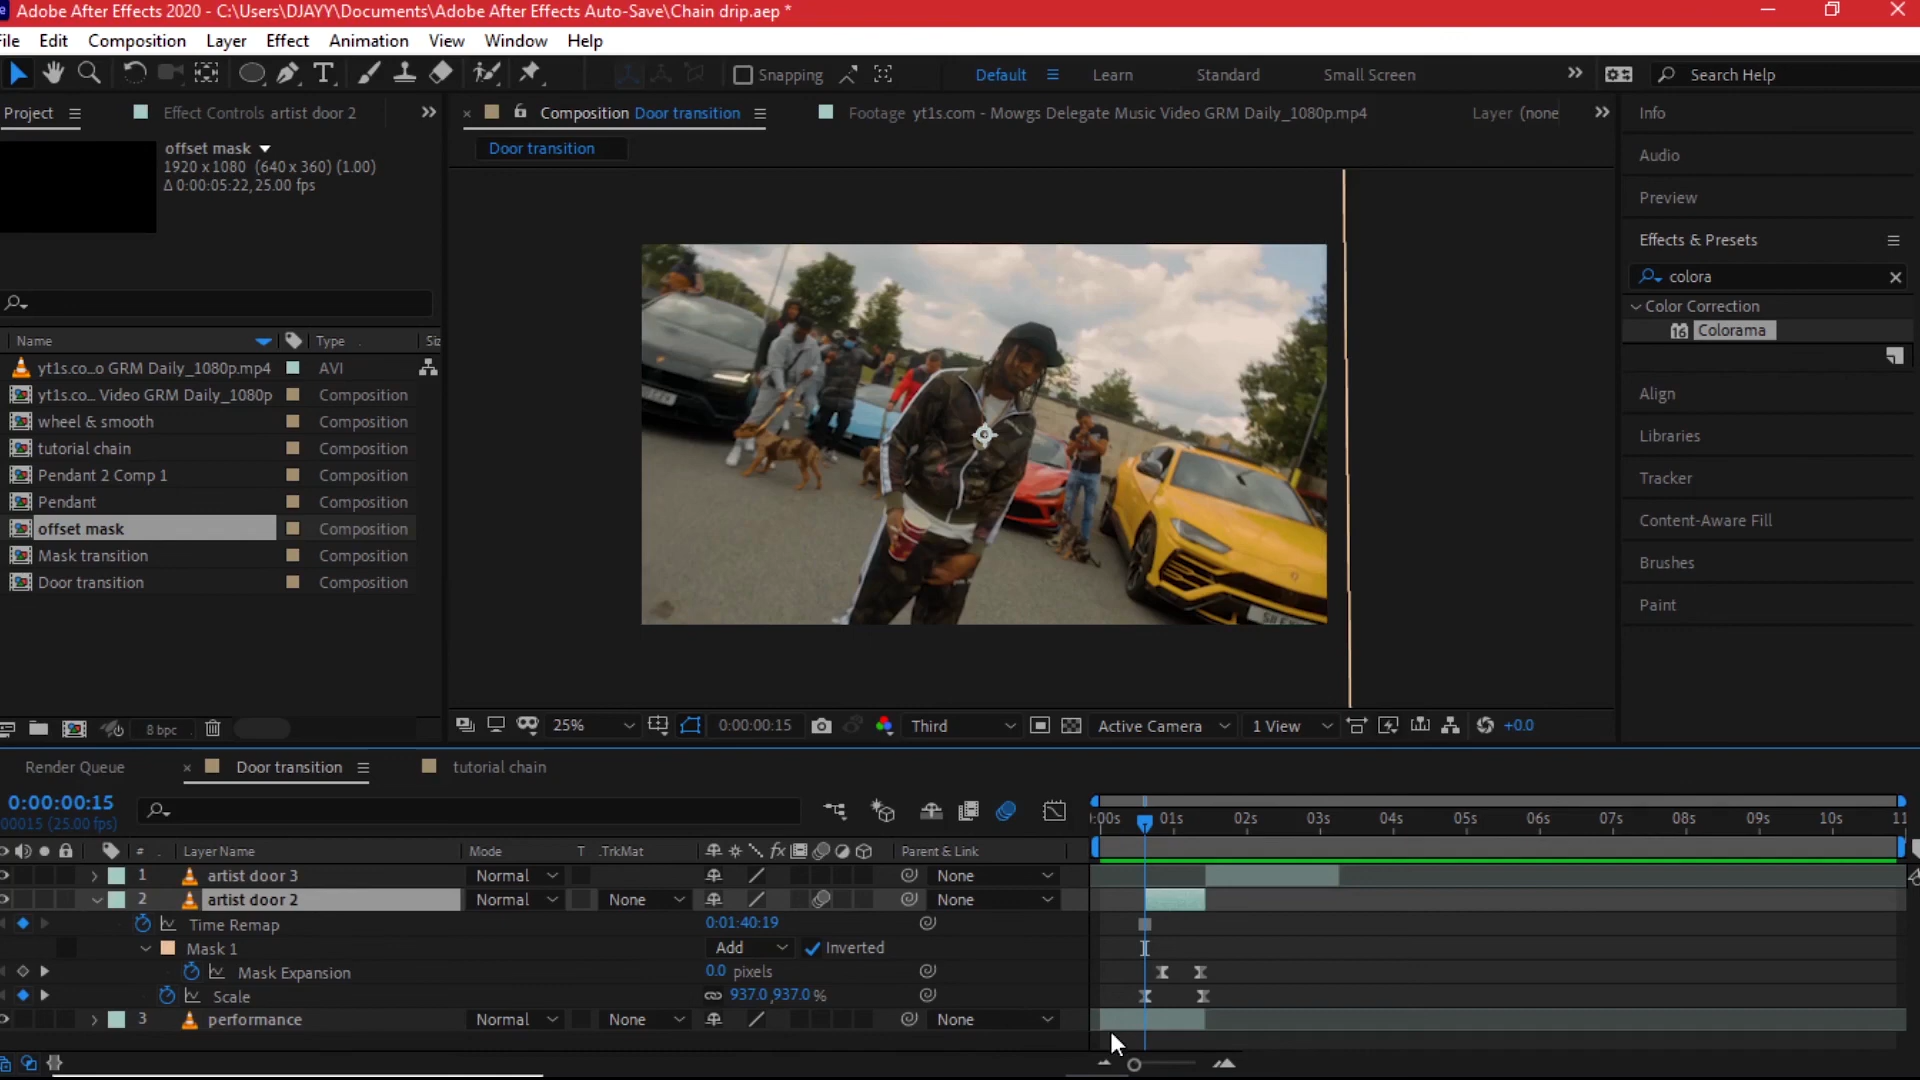 Adobe After Effects 2020 - C:\Users\DJAYY\Documents\Adobe After Effects Auto-Save\Chain drip.aep *
File Edit Composition Layer Effect Animation View Window Help
Snapping Default Learn Standard Small Screen Search Help
Project Effect Controls artist door 2
Composition Door transition Footage yt1s.com - Mowgs Delegate Music Video GRM Daily_1080p.mp4 Layer (none
Door transition
offset mask
1920 x 1080 (640 x 360) (1.00)
Δ 0:00:05:22, 25.00 fps
Name Type Siz
yt1s.co...o GRM Daily_1080p.mp4 AVI
yt1s.co... Video GRM Daily_1080p Composition
wheel & smooth Composition
tutorial chain Composition
Pendant 2 Comp 1 Composition
Pendant Composition
offset mask Composition
Mask transition Composition
Door transition Composition
8 bpc
25% 0:00:00:15 Third Active Camera 1 View +0.0
Info
Audio
Preview
Effects & Presets
colora
Color Correction
16 Colorama
Align
Libraries
Tracker
Content-Aware Fill
Brushes
Paint
Render Queue Door transition tutorial chain
0:00:00:15
00015 (25.00 fps)
:00s 01s 02s 03s 04s 05s 06s 07s 08s 09s 10s 11
# Layer Name Mode T .TrkMat fx Parent & Link
1 artist door 3 Normal None
2 artist door 2 Normal None None
Time Remap 0:01:40:19
Mask 1 Add Inverted
Mask Expansion 0.0 pixels
Scale 937.0,937.0 %
3 performance Normal None None